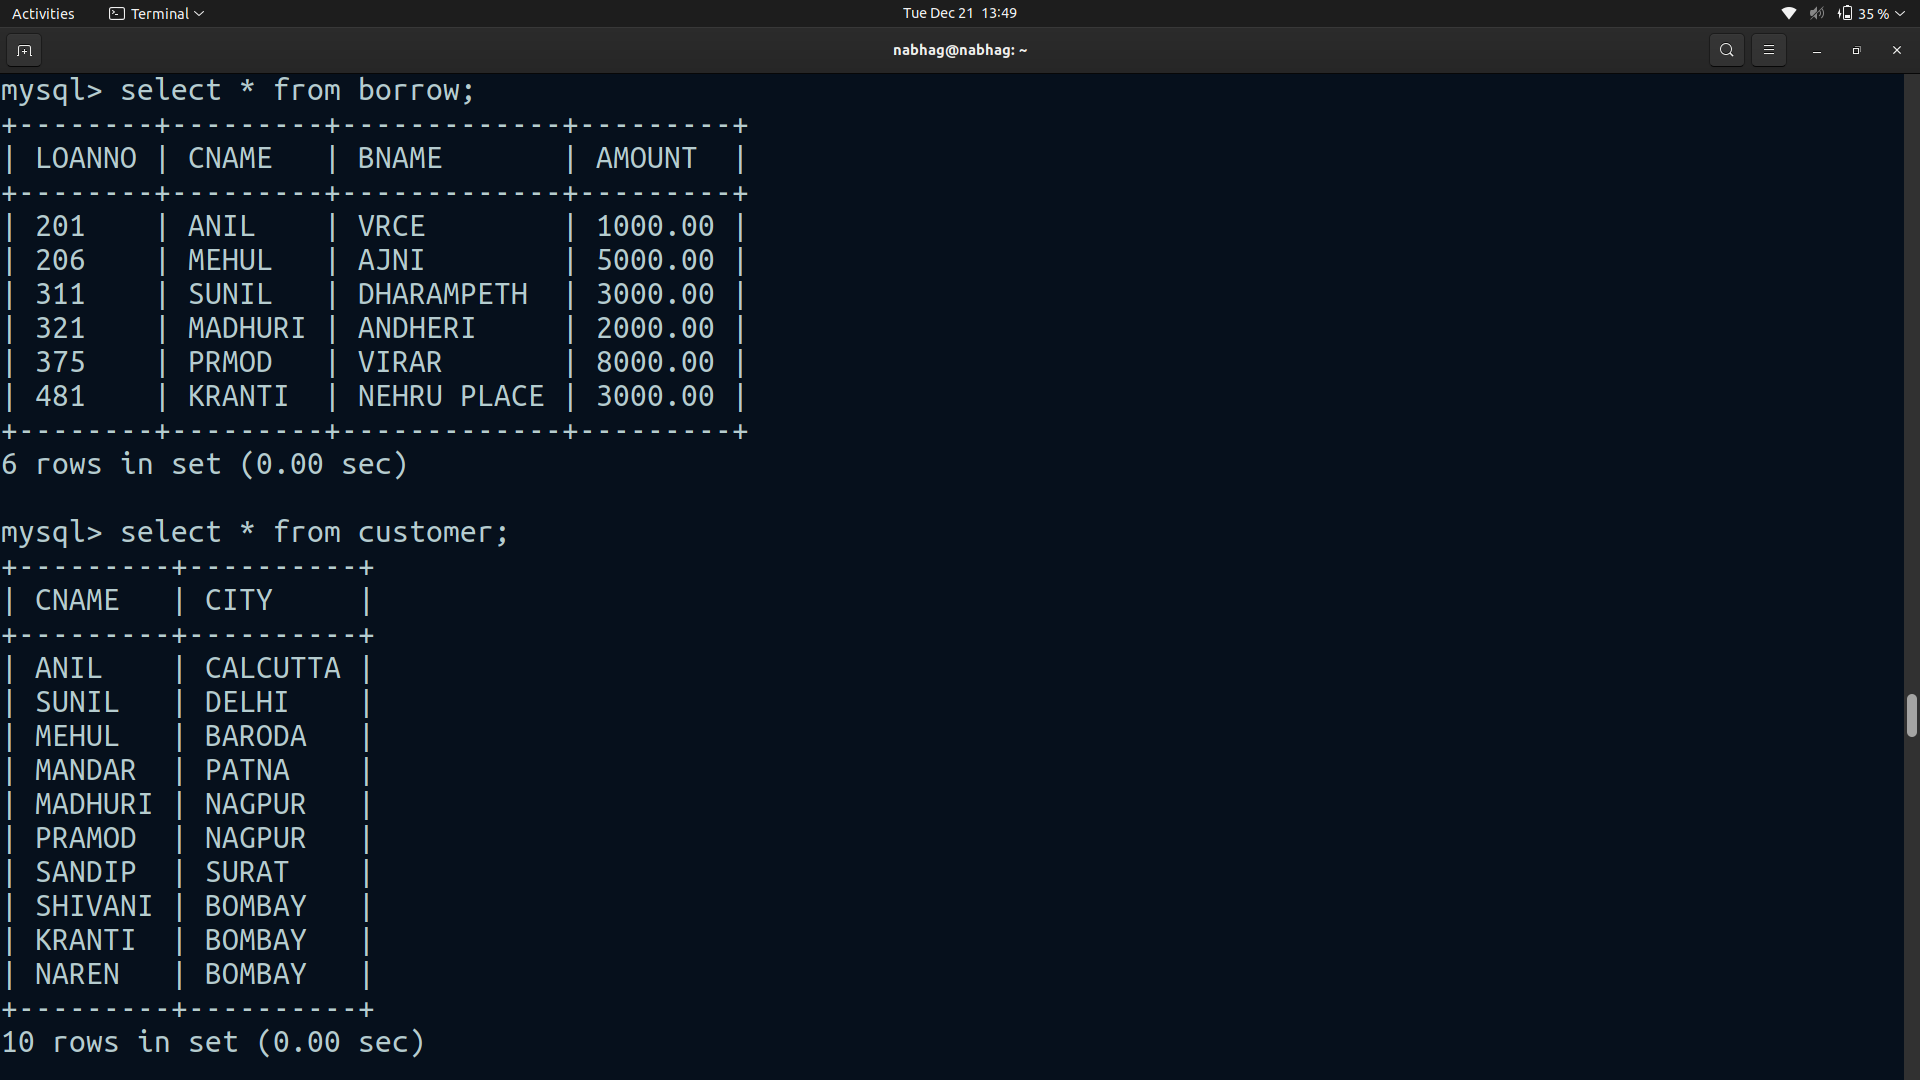 Activities Terminal Tue Dec 21 13:49 35 %
nabhag@nabhag: ~
mysql> select * from borrow;
+--------+---------+-------------+---------+
| LOANNO | CNAME   | BNAME       | AMOUNT  |
+--------+---------+-------------+---------+
| 201    | ANIL    | VRCE        | 1000.00 |
| 206    | MEHUL   | AJNI        | 5000.00 |
| 311    | SUNIL   | DHARAMPETH  | 3000.00 |
| 321    | MADHURI | ANDHERI     | 2000.00 |
| 375    | PRMOD   | VIRAR       | 8000.00 |
| 481    | KRANTI  | NEHRU PLACE | 3000.00 |
+--------+---------+-------------+---------+
6 rows in set (0.00 sec)

mysql> select * from customer;
+---------+----------+
| CNAME   | CITY     |
+---------+----------+
| ANIL    | CALCUTTA |
| SUNIL   | DELHI    |
| MEHUL   | BARODA   |
| MANDAR  | PATNA    |
| MADHURI | NAGPUR   |
| PRAMOD  | NAGPUR   |
| SANDIP  | SURAT    |
| SHIVANI | BOMBAY   |
| KRANTI  | BOMBAY   |
| NAREN   | BOMBAY   |
+---------+----------+
10 rows in set (0.00 sec)